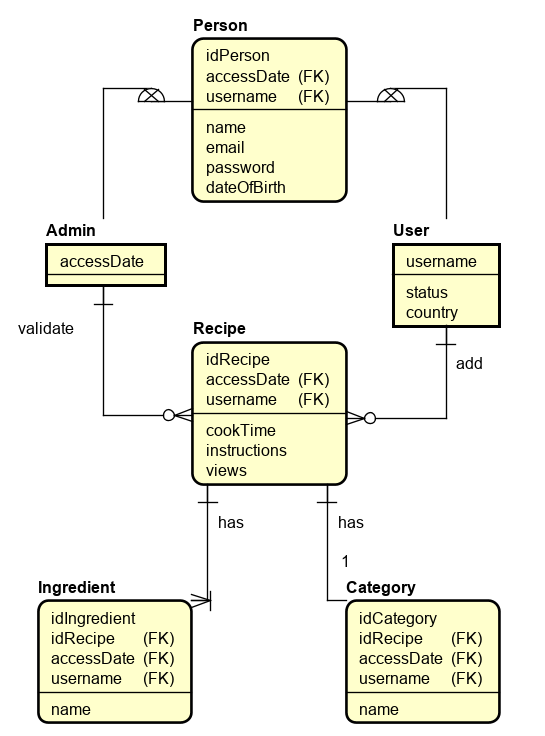 Person
idPerson
accessDate (FK)
username (FK)
name
email
password
dateOfBirth
Admin
accessDate
User
username
status
country
validate
add
Recipe
idRecipe
accessDate (FK)
username (FK)
cookTime
instructions
views
has
has
1
Ingredient
idIngredient
idRecipe (FK)
accessDate (FK)
username (FK)
name
Category
idCategory
idRecipe (FK)
accessDate (FK)
username (FK)
name